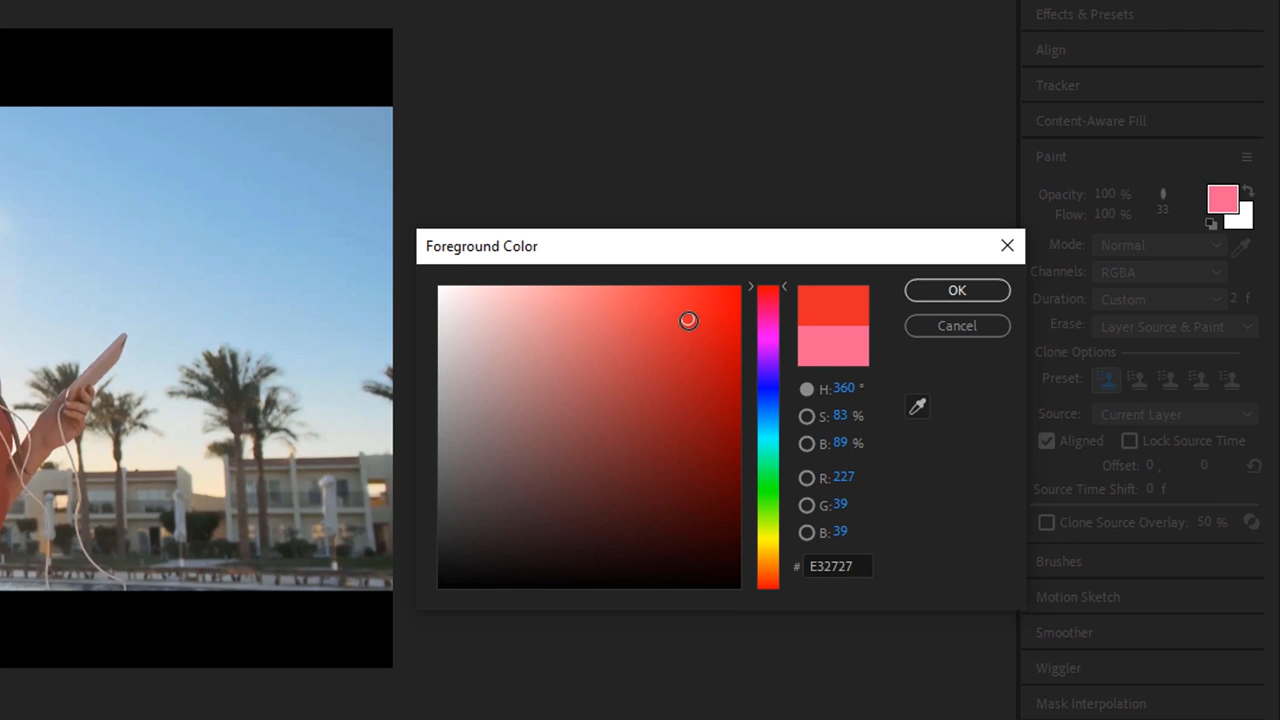 Effects & Presets
Align
Tracker
Content-Aware Fill
Paint
Opacity: 100 %
Flow: 100 %
33
Mode: Normal
Channels: RGBA
Duration: Custom 2 f
Erase: Layer Source & Paint
Clone Options
Preset:
Source: Current Layer
Aligned Lock Source Time
Offset: 0 , 0
Source Time Shift: 0 f
Clone Source Overlay: 50 %
Brushes
Motion Sketch
Smoother
Wiggler
Mask Interpolation
Foreground Color
OK
Cancel
H: 360 °
S: 83 %
B: 89 %
R: 227
G: 39
B: 39
# E32727